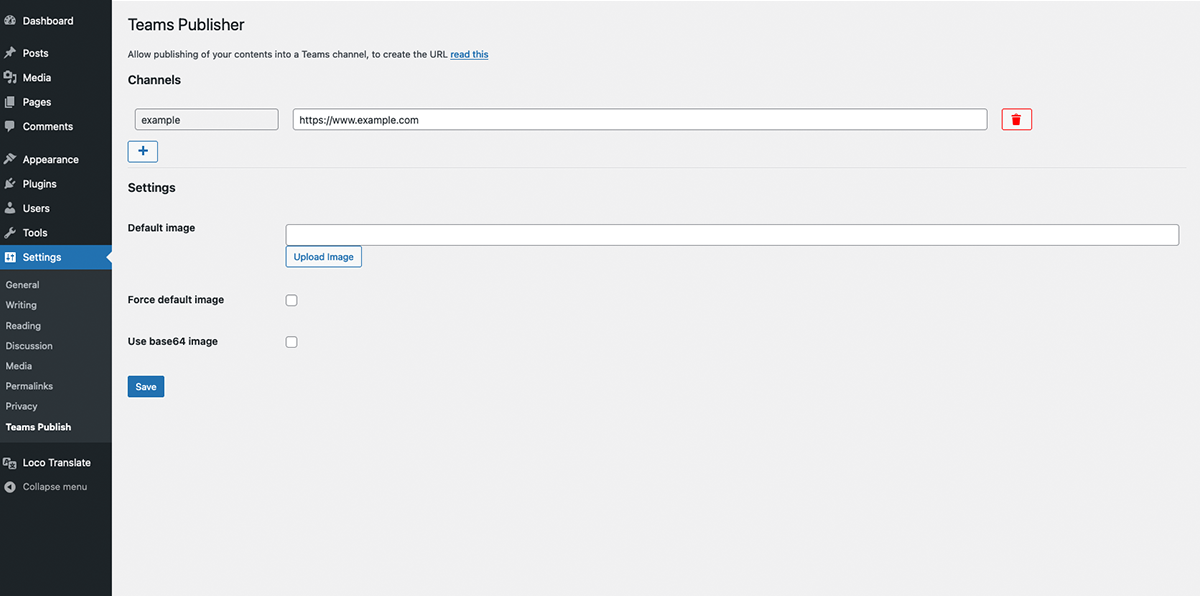 Dashboard
Posts
Media
Pages
Comments
Appearance
Plugins
Users
Tools
Settings
General
Writing
Reading
Discussion
Media
Permalinks
Privacy
Teams Publish
Loco Translate
Collapse menu
Teams Publisher
Allow publishing of your contents into a Teams channel, to create the URL read this
Channels
example https://www.example.com
Settings
Default image
Upload Image
Force default image
Use base64 image
Save